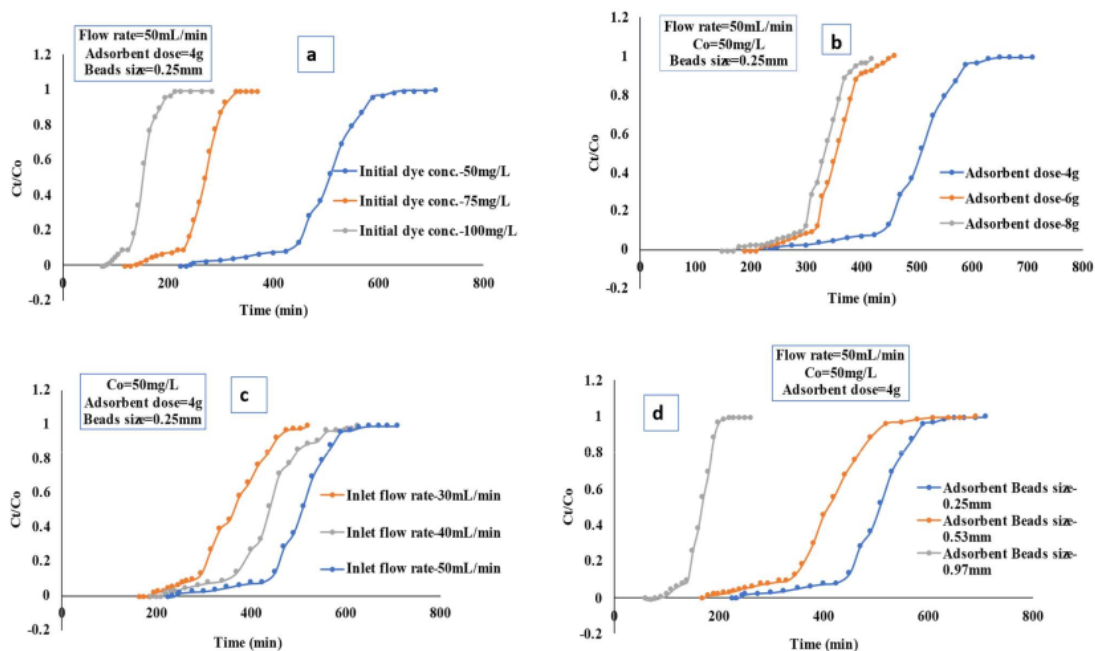 Flow rate=50mL/min
Adsorbent dose=4g
Beads size=0.25mm
a
1.2
1
0.8
0.6
0.4
0.2
0
-0.2
Ct/Co
0
200
400
600
800
Time (min)
Initial dye conc.-50mg/L
Initial dye conc.-75mg/L
Initial dye conc.-100mg/L
Flow rate=50mL/min
Co=50mg/L
Beads size=0.25mm
b
1.2
1
0.8
0.6
0.4
0.2
0
-0.2
Ct/Co
0
100
200
300
400
500
600
700
800
Time (min)
Adsorbent dose-4g
Adsorbent dose-6g
Adsorbent dose-8g
Co=50mg/L
Adsorbent dose=4g
Beads size=0.25mm
c
1.2
1
0.8
0.6
0.4
0.2
0
-0.2
Ct/Co
0
200
400
600
800
Time (min)
Inlet flow rate-30mL/min
Inlet flow rate-40mL/min
Inlet flow rate-50mL/min
Flow rate=50mL/min
Co=50mg/L
Adsorbent dose=4g
d
1.2
1
0.8
0.6
0.4
0.2
0
-0.2
Ct/Co
0
200
400
600
800
Time (min)
Adsorbent Beads size-
0.25mm
Adsorbent Beads size-
0.53mm
Adsorbent Beads size-
0.97mm